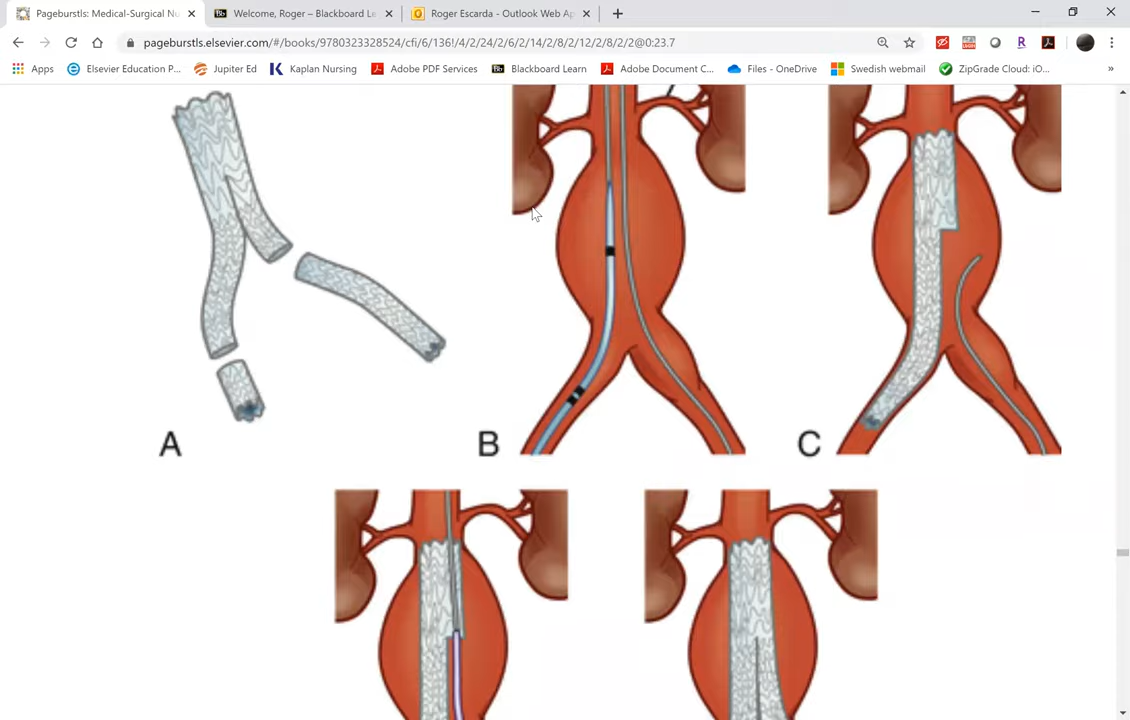 Pageburstls: Medical-Surgical Nu
Welcome, Roger – Blackboard Le
Roger Escarda - Outlook Web Ap
pageburstls.elsevier.com/#/books/9780323328524/cfi/6/136!/4/2/24/2/6/2/14/2/8/2/12/2/8/2/2@0:23.7
Apps
Elsevier Education P...
Jupiter Ed
Kaplan Nursing
Adobe PDF Services
Bb
Blackboard Learn
Adobe Document C...
Files - OneDrive
Swedish webmail
ZipGrade Cloud: iO...
A
B
C